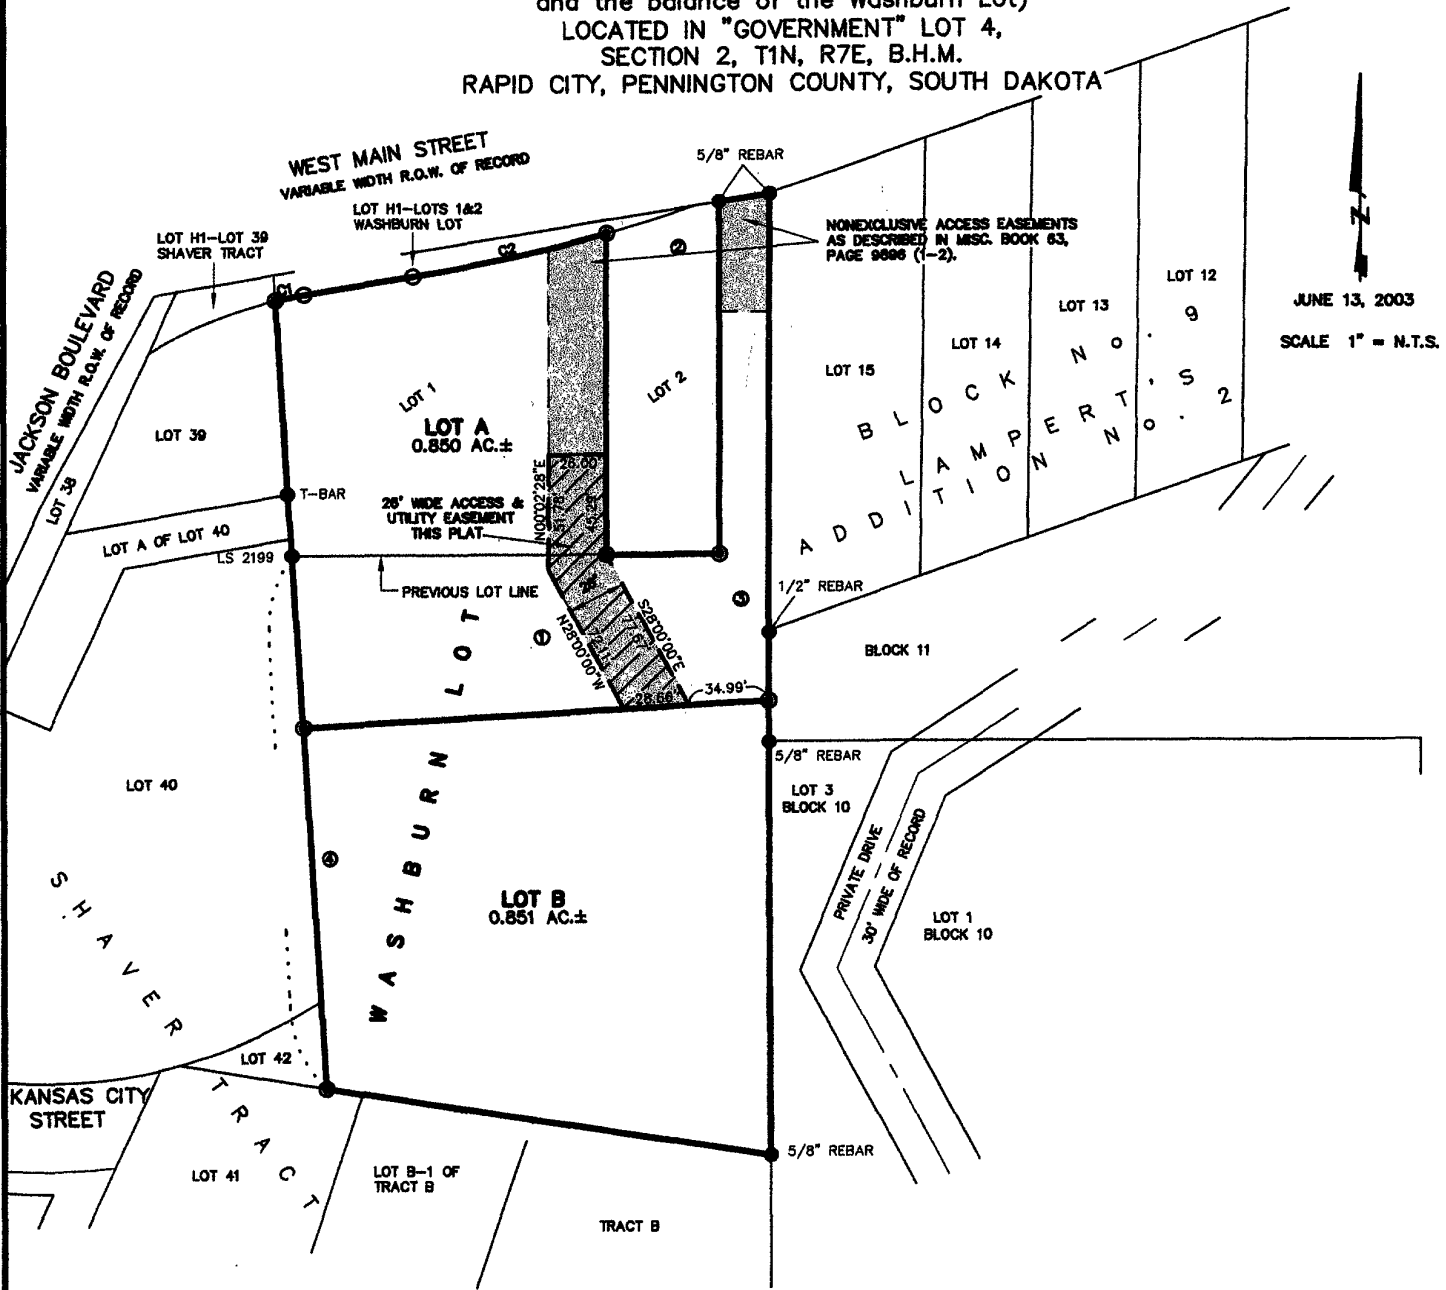 and the balance of the Washburn Lot)
LOCATED IN "GOVERNMENT" LOT 4,
SECTION 2, T1N, R7E, B.H.M.
RAPID CITY, PENNINGTON COUNTY, SOUTH DAKOTA
WEST MAIN STREET
VARIABLE WIDTH R.O.W. OF RECORD
5/8" REBAR
LOT H1-LOTS 1&2
WASHBURN LOT
LOT H1-LOT 39
SHAVER TRACT
NONEXCLUSIVE ACCESS EASEMENTS
AS DESCRIBED IN MISC. BOOK 63,
PAGE 9896 (1-2).
C1
C2
2
N
JUNE 13, 2003
SCALE 1" = N.T.S.
JACKSON BOULEVARD
VARIABLE WIDTH R.O.W. OF RECORD
LOT 12
LOT 13
LOT 14
LOT 15
BLOCK No. 9
LAMPERT'S
ADDITION No. 2
LOT 1
LOT 2
LOT A
0.850 AC.±
LOT 39
LOT 38
T-BAR
LOT A OF LOT 40
LS 2199
26' WIDE ACCESS &
UTILITY EASEMENT
THIS PLAT
N00°02'28"E
26.00'
PREVIOUS LOT LINE
26'
S28°00'00"E
77.67'
N28°00'00"W
72.11'
28.66'
34.99'
1
3
1/2" REBAR
BLOCK 11
5/8" REBAR
LOT 3
BLOCK 10
LOT 40
WASHBURN LOT
4
LOT B
0.851 AC.±
PRIVATE DRIVE
30' WIDE OF RECORD
LOT 1
BLOCK 10
SHAVER TRACT
LOT 42
KANSAS CITY
STREET
5/8" REBAR
LOT 41
LOT B-1 OF
TRACT B
TRACT B